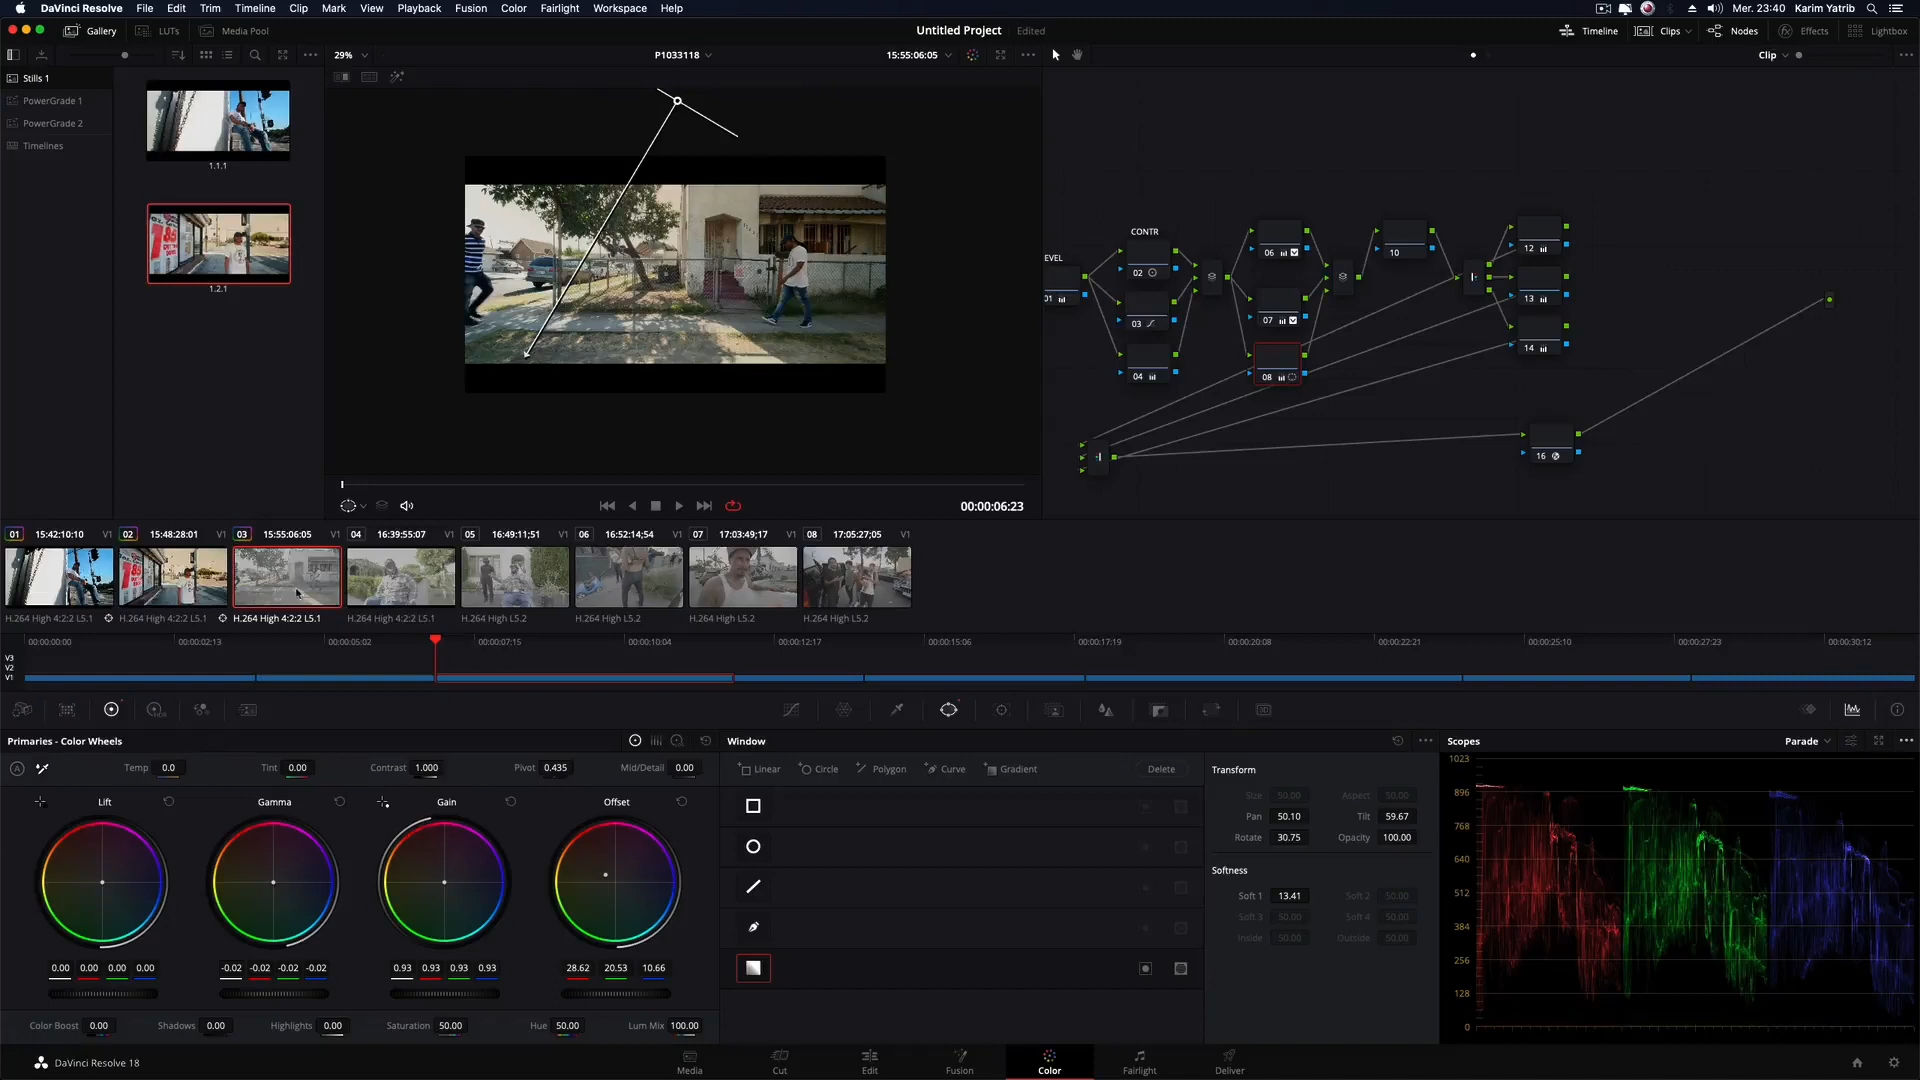 DaVinci Resolve File Edit Trim Timeline Clip Mark View Playback Fusion Color Fairlight Workspace Help Mer. 23:40 Karim Yatrib
Gallery LUTs Media Pool Untitled Project Edited Timeline Clips Nodes Effects Lightbox
29% P1033118 15:55:06:05 Clip
Stills 1
PowerGrade 1
PowerGrade 2
Timelines
1.1.1
1.2.1
EVEL
CONTR
01
02
03
04
06
07
08
10
12
13
14
16
00:00:06:23
01 15:42:10:10 V1 02 15:48:28:01 V1 03 15:55:06:05 V1 04 16:39:55:07 V1 05 16:49:11;51 V1 06 16:52:14;54 V1 07 17:03:49;17 V1 08 17:05:27;05 V1
H.264 High 4:2:2 L5.1 H.264 High 4:2:2 L5.1 H.264 High 4:2:2 L5.1 H.264 High 4:2:2 L5.1 H.264 High L5.2 H.264 High L5.2 H.264 High L5.2 H.264 High L5.2
00:00:00:00 00:00:02:13 00:00:05:02 00:00:07:15 00:00:10:04 00:00:12:17 00:00:15:06 00:00:17:19 00:00:20:08 00:00:22:21 00:00:25:10 00:00:27:23 00:00:30:12
V3
V2
V1
Primaries - Color Wheels
Temp 0.0 Tint 0.00 Contrast 1.000 Pivot 0.435 Mid/Detail 0.00
Lift Gamma Gain Offset
0.00 0.00 0.00 0.00 -0.02 -0.02 -0.02 -0.02 0.93 0.93 0.93 0.93 28.62 20.53 10.66
Color Boost 0.00 Shadows 0.00 Highlights 0.00 Saturation 50.00 Hue 50.00 Lum Mix 100.00
Window
Linear Circle Polygon Curve Gradient Delete
Transform
Size 50.00 Aspect 50.00
Pan 50.10 Tilt 59.67
Rotate 30.75 Opacity 100.00
Softness
Soft 1 13.41 Soft 2 50.00
Soft 3 50.00 Soft 4 50.00
Inside 50.00 Outside 50.00
Scopes Parade
1023
896
768
640
512
384
256
128
0
DaVinci Resolve 18 Media Cut Edit Fusion Color Fairlight Deliver